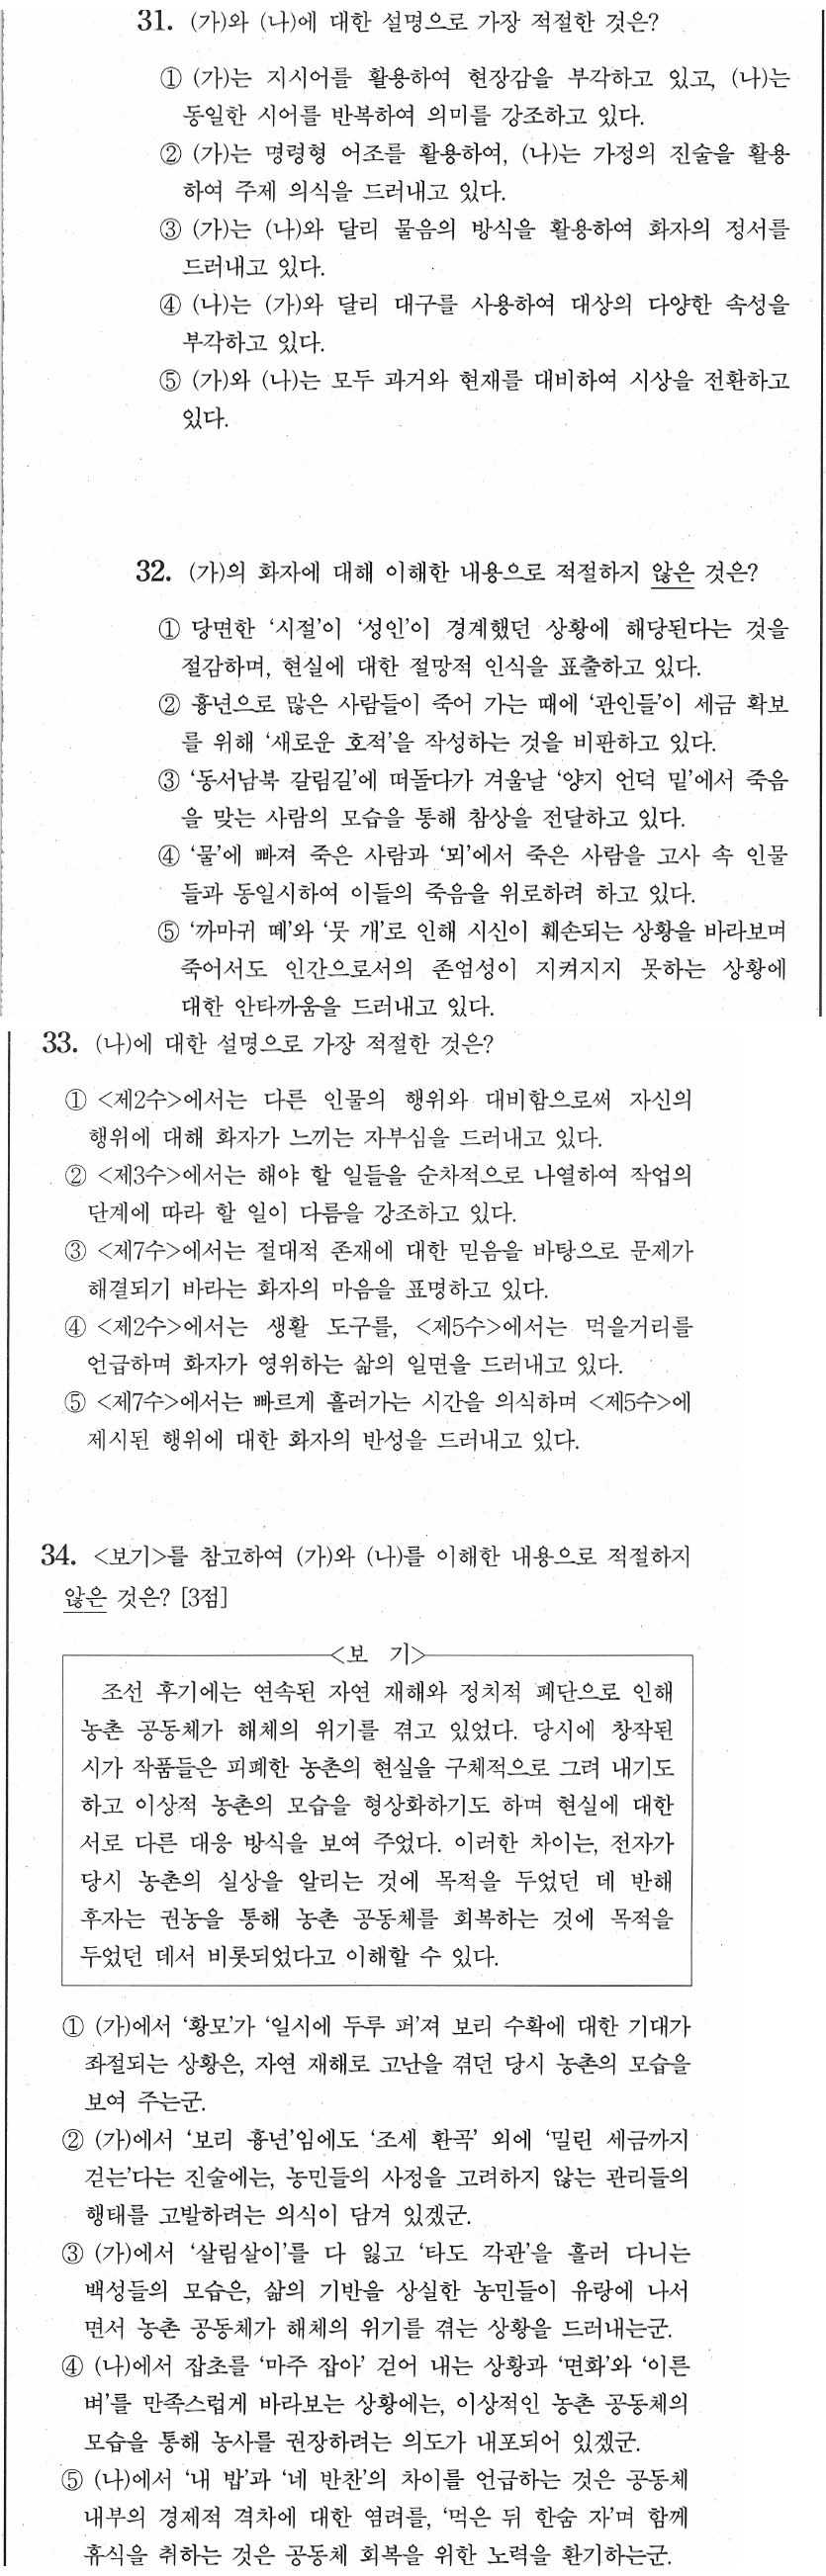 31. (가)와 (나)에 대한 설명으로 가장 적절한 것은?
① (가)는 지시어를 활용하여 현장감을 부각하고 있고, (나)는
동일한 시어를 반복하여 의미를 강조하고 있다.
② (가)는 명령형 어조를 활용하여, (나)는 가정의 진술을 활용
하여 주제 의식을 드러내고 있다.
③ (가)는 (나)와 달리 물음의 방식을 활용하여 화자의 정서를
드러내고 있다.
④ (나)는 (가)와 달리 대구를 사용하여 대상의 다양한 속성을
부각하고 있다.
⑤ (가)와 (나)는 모두 과거와 현재를 대비하여 시상을 전환하고
있다.
32. (가)의 화자에 대해 이해한 내용으로 적절하지 않은 것은?
① 당면한 ‘시절’이 ‘성인’이 경계했던 상황에 해당된다는 것을
절감하며, 현실에 대한 절망적 인식을 표출하고 있다.
② 흉년으로 많은 사람들이 죽어 가는 때에 ‘관인들’이 세금 확보
를 위해 ‘새로운 호적’을 작성하는 것을 비판하고 있다.
③ ‘동서남북 갈림길’에 떠돌다가 겨울날 ‘양지 언덕 밑’에서 죽음
을 맞는 사람의 모습을 통해 참상을 전달하고 있다.
④ ‘물’에 빠져 죽은 사람과 ‘뫼’에서 죽은 사람을 고사 속 인물
들과 동일시하여 이들의 죽음을 위로하려 하고 있다.
⑤ ‘까마귀 떼’와 ‘뭇 개’로 인해 시신이 훼손되는 상황을 바라보며
죽어서도 인간으로서의 존엄성이 지켜지지 못하는 상황에
대한 안타까움을 드러내고 있다.
33. (나)에 대한 설명으로 가장 적절한 것은?
① <제2수>에서는 다른 인물의 행위와 대비함으로써 자신의
행위에 대해 화자가 느끼는 자부심을 드러내고 있다.
② <제3수>에서는 해야 할 일들을 순차적으로 나열하여 작업의
단계에 따라 할 일이 다름을 강조하고 있다.
③ <제7수>에서는 절대적 존재에 대한 믿음을 바탕으로 문제가
해결되기 바라는 화자의 마음을 표명하고 있다.
④ <제2수>에서는 생활 도구를, <제5수>에서는 먹을거리를
언급하며 화자가 영위하는 삶의 일면을 드러내고 있다.
⑤ <제7수>에서는 빠르게 흘러가는 시간을 의식하며 <제5수>에
제시된 행위에 대한 화자의 반성을 드러내고 있다.
34. <보기>를 참고하여 (가)와 (나)를 이해한 내용으로 적절하지
않은 것은? [3점]
<보 기>
조선 후기에는 연속된 자연 재해와 정치적 폐단으로 인해
농촌 공동체가 해체의 위기를 겪고 있었다. 당시에 창작된
시가 작품들은 피폐한 농촌의 현실을 구체적으로 그려 내기도
하고 이상적 농촌의 모습을 형상화하기도 하며 현실에 대한
서로 다른 대응 방식을 보여 주었다. 이러한 차이는, 전자가
당시 농촌의 실상을 알리는 것에 목적을 두었던 데 반해
후자는 권농을 통해 농촌 공동체를 회복하는 것에 목적을
두었던 데서 비롯되었다고 이해할 수 있다.
① (가)에서 ‘황모’가 ‘일시에 두루 퍼’져 보리 수확에 대한 기대가
좌절되는 상황은, 자연 재해로 고난을 겪던 당시 농촌의 모습을
보여 주는군.
② (가)에서 ‘보리 흉년’임에도 ‘조세 환곡’ 외에 ‘밀린 세금까지
걷는’다는 진술에는, 농민들의 사정을 고려하지 않는 관리들의
행태를 고발하려는 의식이 담겨 있겠군.
③ (가)에서 ‘살림살이’를 다 잃고 ‘타도 각관’을 흘러 다니는
백성들의 모습은, 삶의 기반을 상실한 농민들이 유랑에 나서
면서 농촌 공동체가 해체의 위기를 겪는 상황을 드러내는군.
④ (나)에서 잡초를 ‘마주 잡아’ 걷어 내는 상황과 ‘면화’와 ‘이른
벼’를 만족스럽게 바라보는 상황에는, 이상적인 농촌 공동체의
모습을 통해 농사를 권장하려는 의도가 내포되어 있겠군.
⑤ (나)에서 ‘내 밥’과 ‘네 반찬’의 차이를 언급하는 것은 공동체
내부의 경제적 격차에 대한 염려를, ‘먹은 뒤 한숨 자’며 함께
휴식을 취하는 것은 공동체 회복을 위한 노력을 환기하는군.